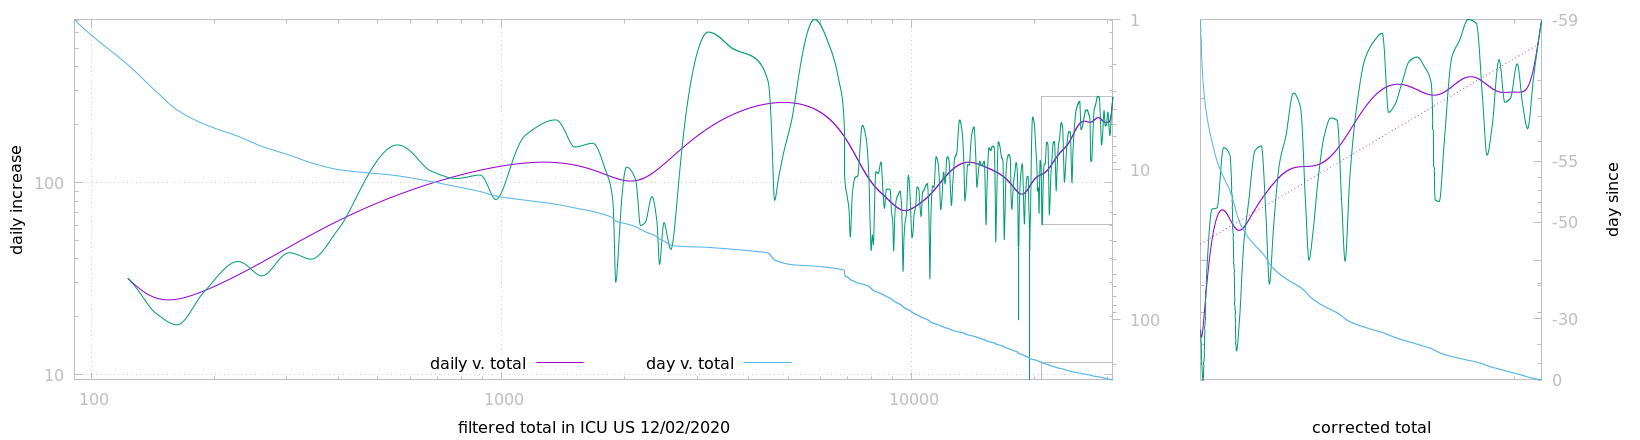 1
-59
daily increase
100
10
-55
-50
day since
100
-30
daily v. total
day v. total
10
0
100
1000
10000
filtered total in ICU US 12/02/2020
corrected total